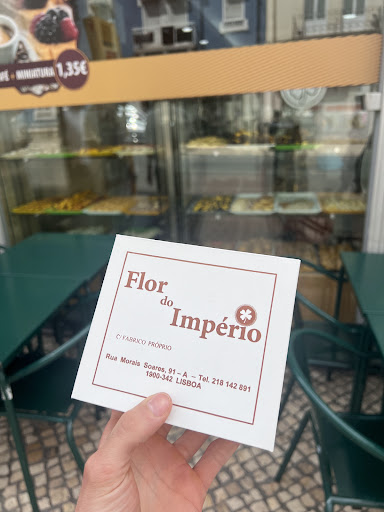 FÉ + MINIATURA
1,35€
Flor
do
Império
C/ FABRICO PRÓPRIO
Rua Morais Soares, 91 - A – Tel. 218 142 891
1900-342 LISBOA